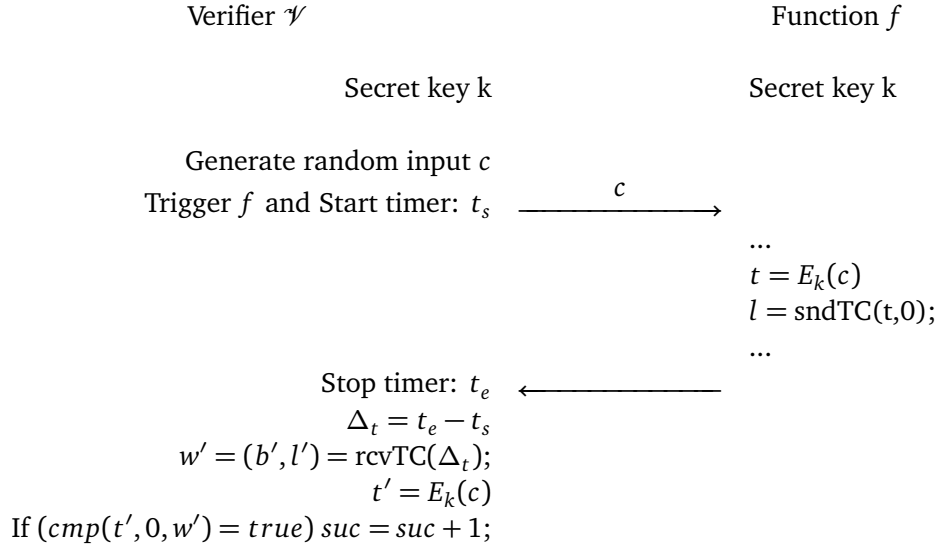 Verifier 𝒱 Function f
Secret key k Secret key k
Generate random input c
Trigger f and Start timer: tₛ c
...
t = Eₖ(c)
l = sndTC(t,0);
...
Stop timer: tₑ
Δₜ = tₑ − tₛ
w′ = (b′, l′) = rcvTC(Δₜ);
t′ = Eₖ(c)
If (cmp(t′, 0, w′) = true) suc = suc + 1;